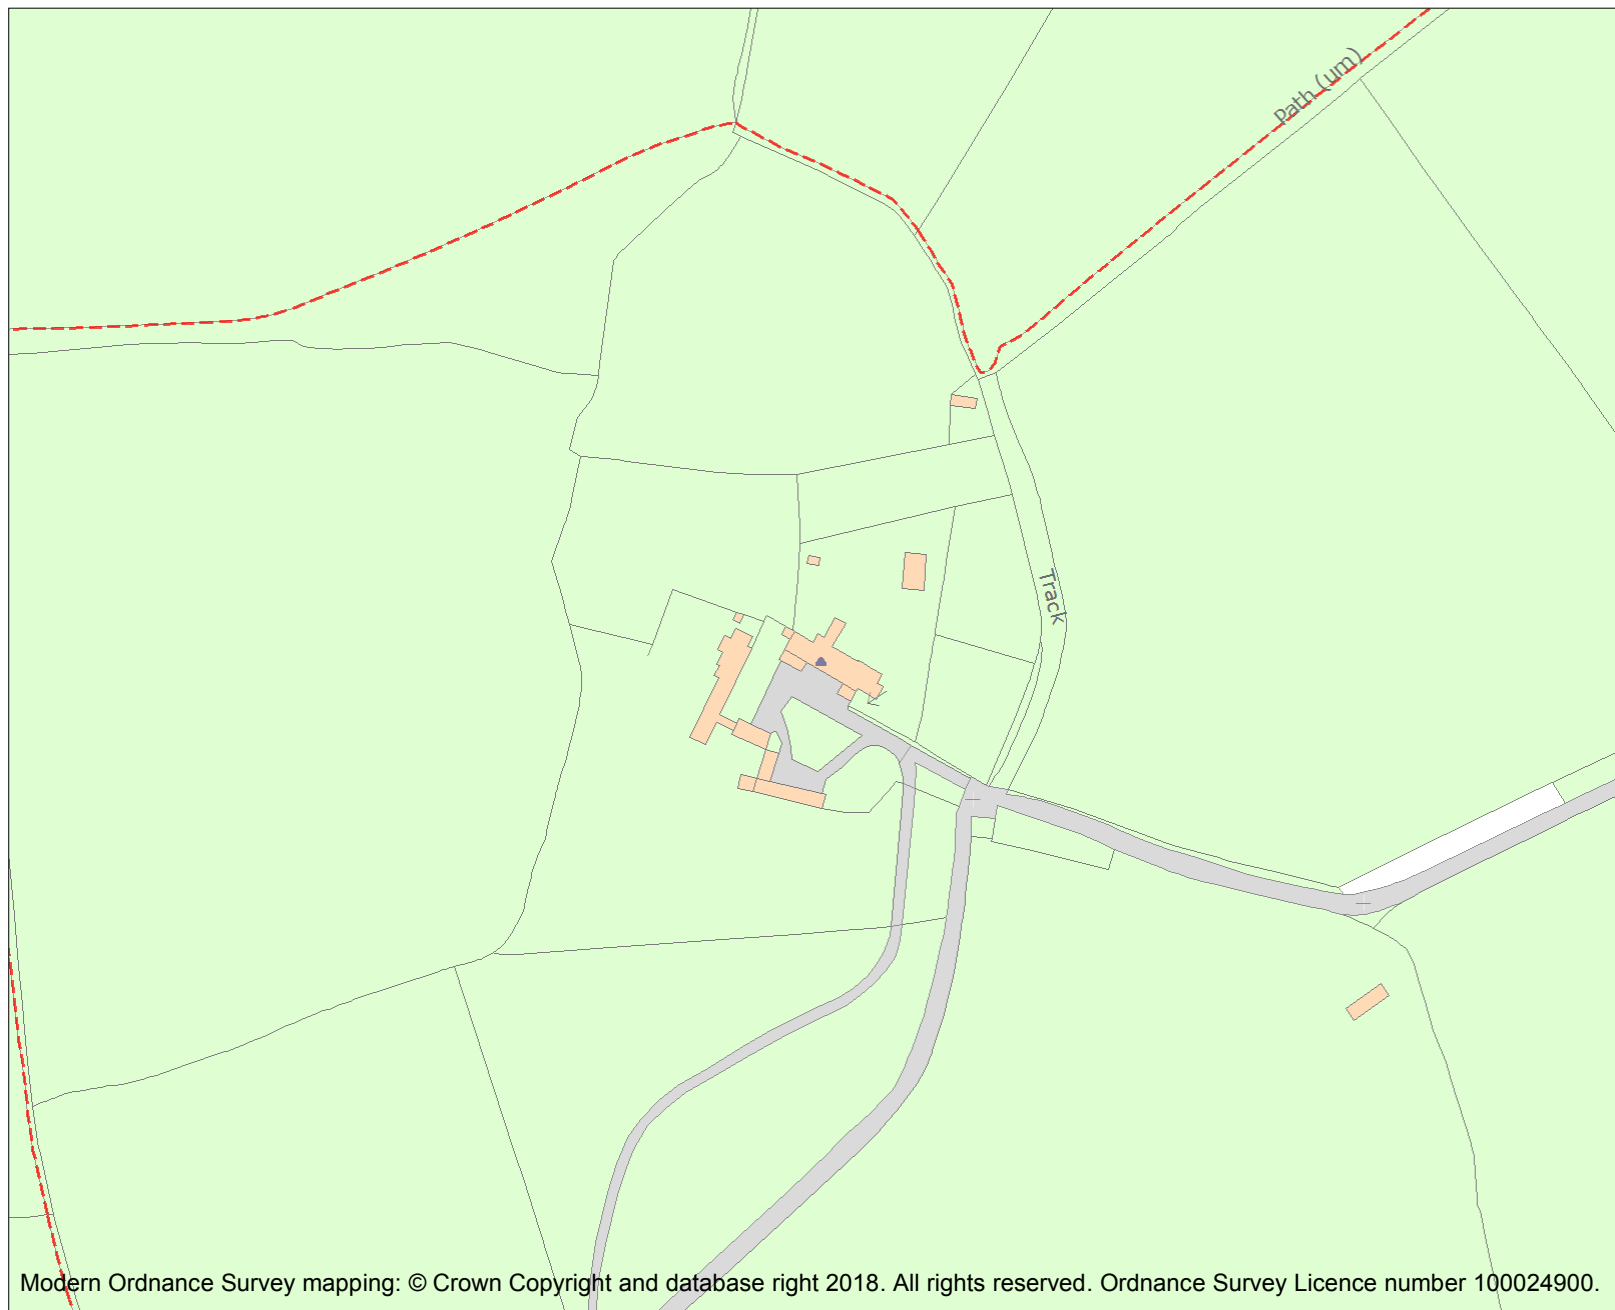 Path (um)
Track
Modern Ordnance Survey mapping: © Crown Copyright and database right 2018. All rights reserved. Ordnance Survey Licence number 100024900.